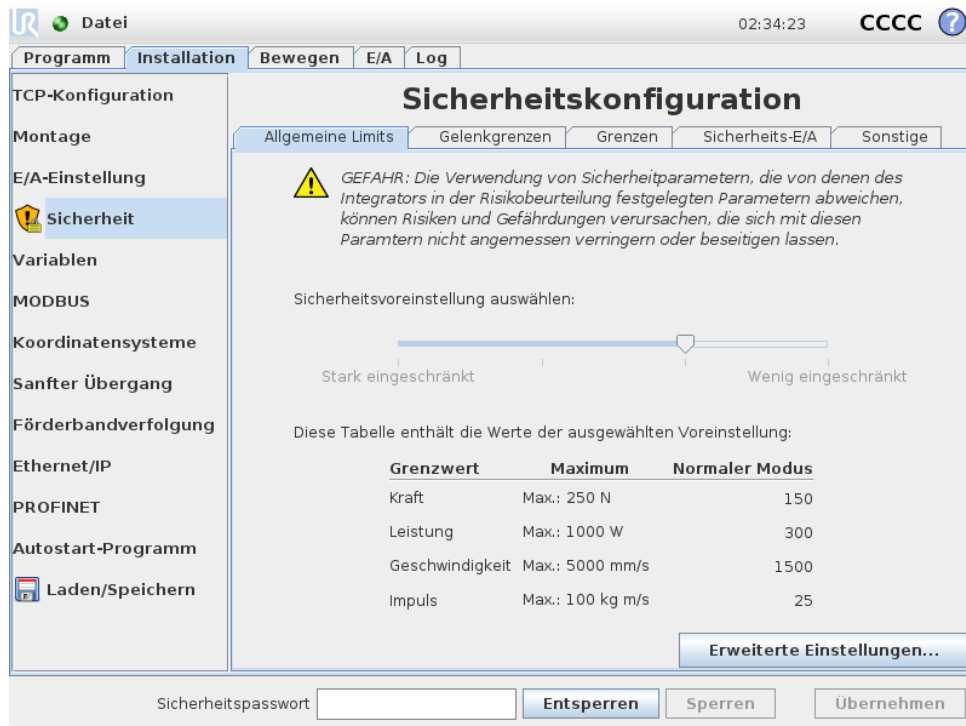 UR Datei 02:34:23 CCCC ?
Programm Installation Bewegen E/A Log
TCP-Konfiguration
Montage
E/A-Einstellung
Sicherheit
Variablen
MODBUS
Koordinatensysteme
Sanfter Übergang
Förderbandverfolgung
Ethernet/IP
PROFINET
Autostart-Programm
Laden/Speichern
Sicherheitskonfiguration
Allgemeine Limits Gelenkgrenzen Grenzen Sicherheits-E/A Sonstige
GEFAHR: Die Verwendung von Sicherheitparametern, die von denen des
Integrators in der Risikobeurteilung festgelegten Parametern abweichen,
können Risiken und Gefährdungen verursachen, die sich mit diesen
Paramtern nicht angemessen verringern oder beseitigen lassen.
Sicherheitsvoreinstellung auswählen:
Stark eingeschränkt Wenig eingeschränkt
Diese Tabelle enthält die Werte der ausgewählten Voreinstellung:
Grenzwert Maximum Normaler Modus
Kraft Max.: 250 N 150
Leistung Max.: 1000 W 300
Geschwindigkeit Max.: 5000 mm/s 1500
Impuls Max.: 100 kg m/s 25
Erweiterte Einstellungen...
Sicherheitspasswort Entsperren Sperren Übernehmen